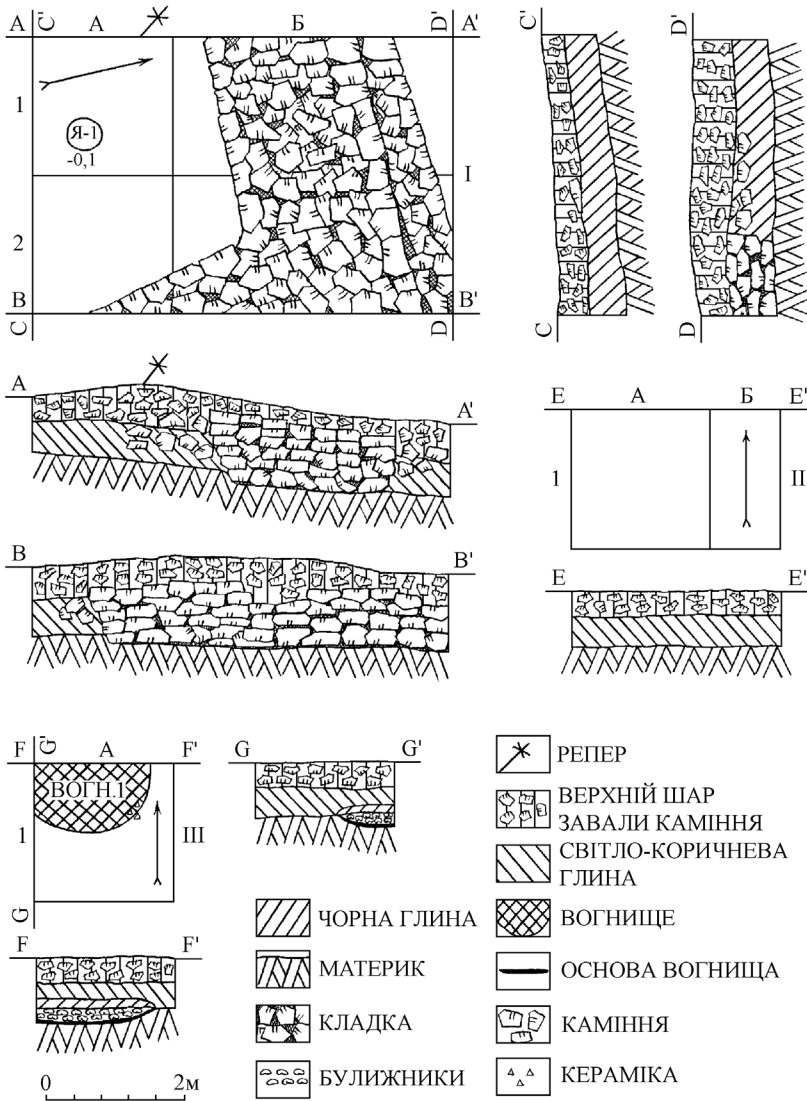 А С' А Б D' А'
1
Я-1
-0,1
I
2
В В'
С D
С' D'
С D
А А'
В В'
Е А Б Е'
1 II
Е Е'
F G' А F'
ВОГН.1
1 III
G
G G'
F F'
0 2м
РЕПЕР
ВЕРХНІЙ ШАР
ЗАВАЛИ КАМІННЯ
СВІТЛО-КОРИЧНЕВА
ГЛИНА
ЧОРНА ГЛИНА
ВОГНИЩЕ
МАТЕРИК
ОСНОВА ВОГНИЩА
КЛАДКА
КАМІННЯ
БУЛИЖНИКИ
КЕРАМІКА